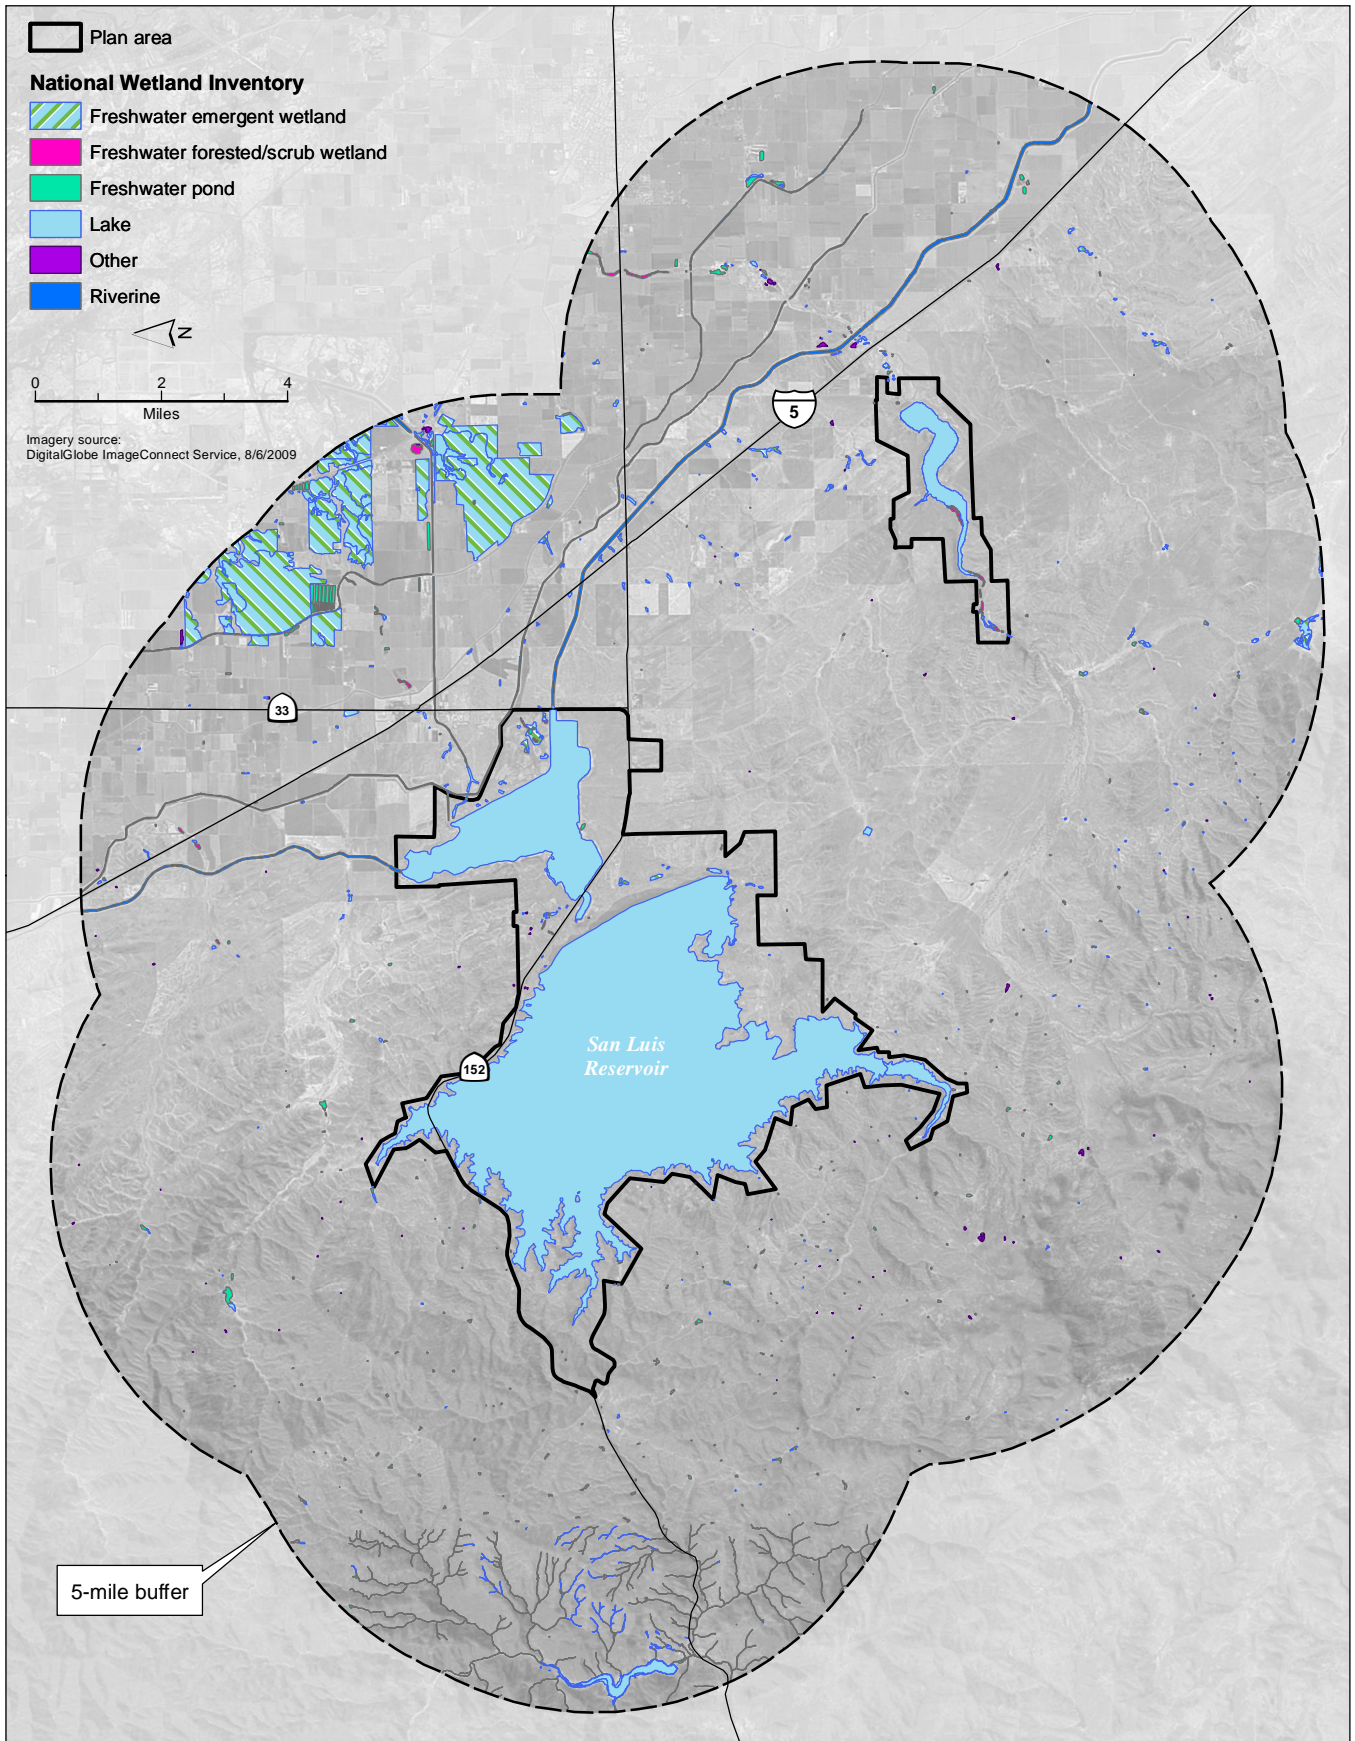 Plan area
National Wetland Inventory
Freshwater emergent wetland
Freshwater forested/scrub wetland
Freshwater pond
Lake
Other
Riverine
N
0 2 4
Miles
Imagery source:
DigitalGlobe ImageConnect Service, 8/6/2009
5
33
San Luis
Reservoir
152
5-mile buffer